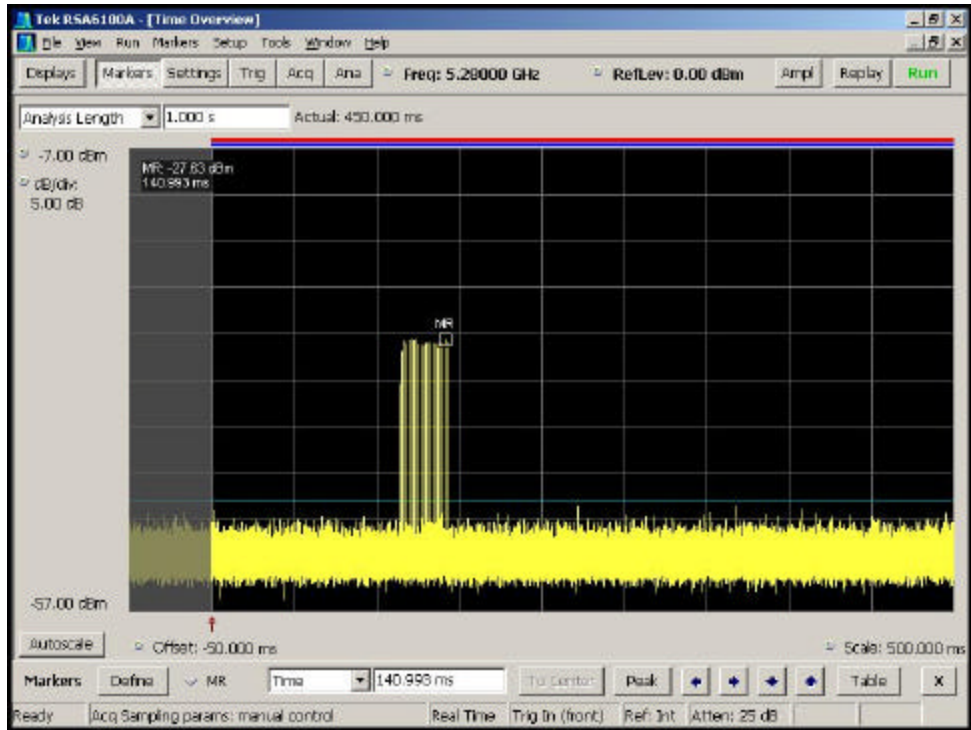 Tek RSA6100A - [Time Overview]
File View Run Markers Setup Tools Window Help
Displays Markers Settings Trig Acq Ana Freq: 5.28000 GHz RefLev: 0.00 dBm Ampl Replay Run
Analysis Length 1.000 s Actual: 450.000 ms
-7.00 dBm
dB/div:
5.00 dB
MR: -27.63 dBm
140.993 ms
MR
-57.00 dBm
Autoscale Offset: -50.000 ms Scale: 500.000 ms
Markers Define MR Time 140.993 ms To Center Peak Table X
Ready Acq Sampling params: manual control Real Time Trig In (front) Ref: Int Atten: 25 dB